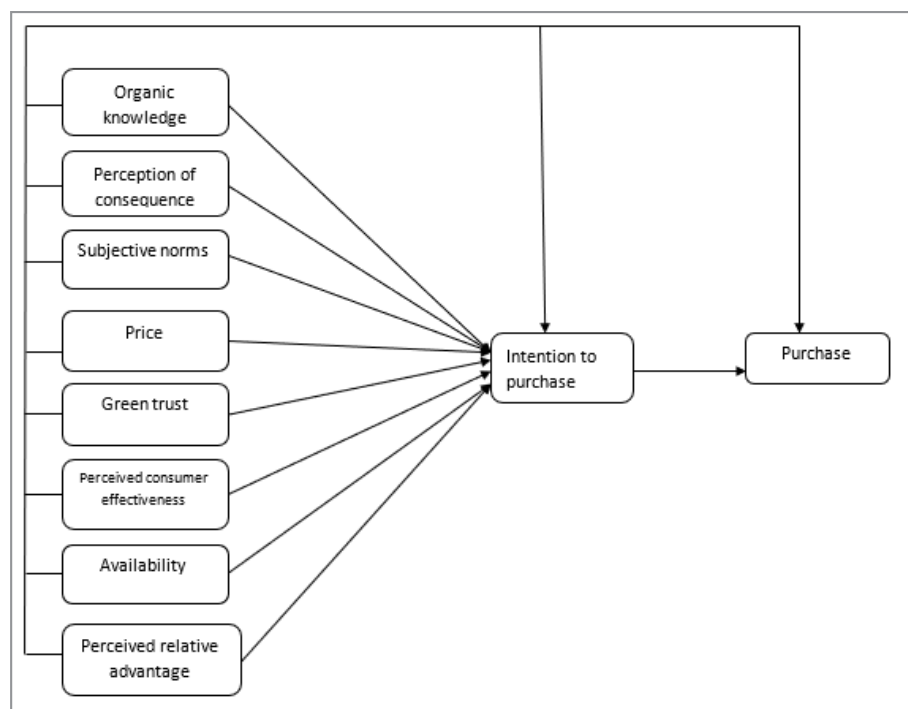 Organic
knowledge
Perception of
consequence
Subjective norms
Price
Green trust
Perceived consumer
effectiveness
Availability
Perceived relative
advantage
Intention to
purchase
Purchase